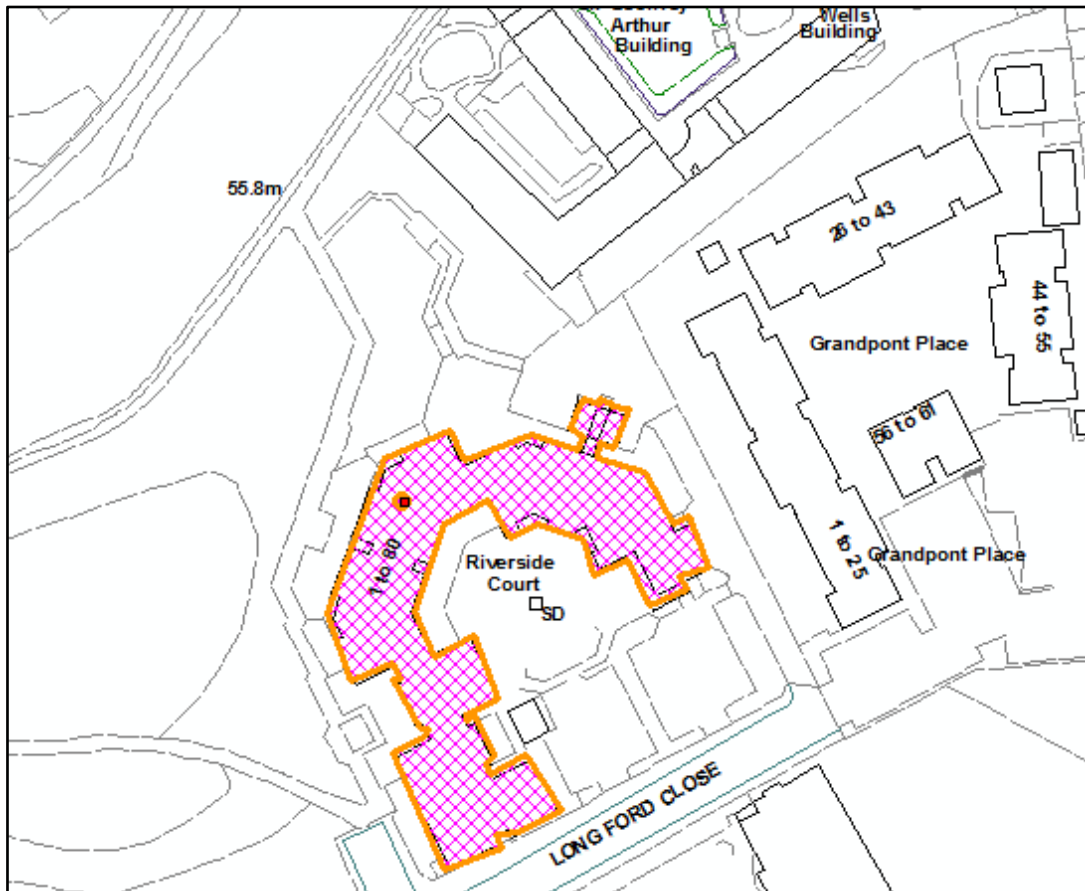 Arthur
Building
Wells
Building
55.8m
26 to 43
44 to 55
Grandpont Place
56 to 61
1 to 25
Grandpont Place
1 to 80
Riverside
Court
SD
LONG FORD CLOSE